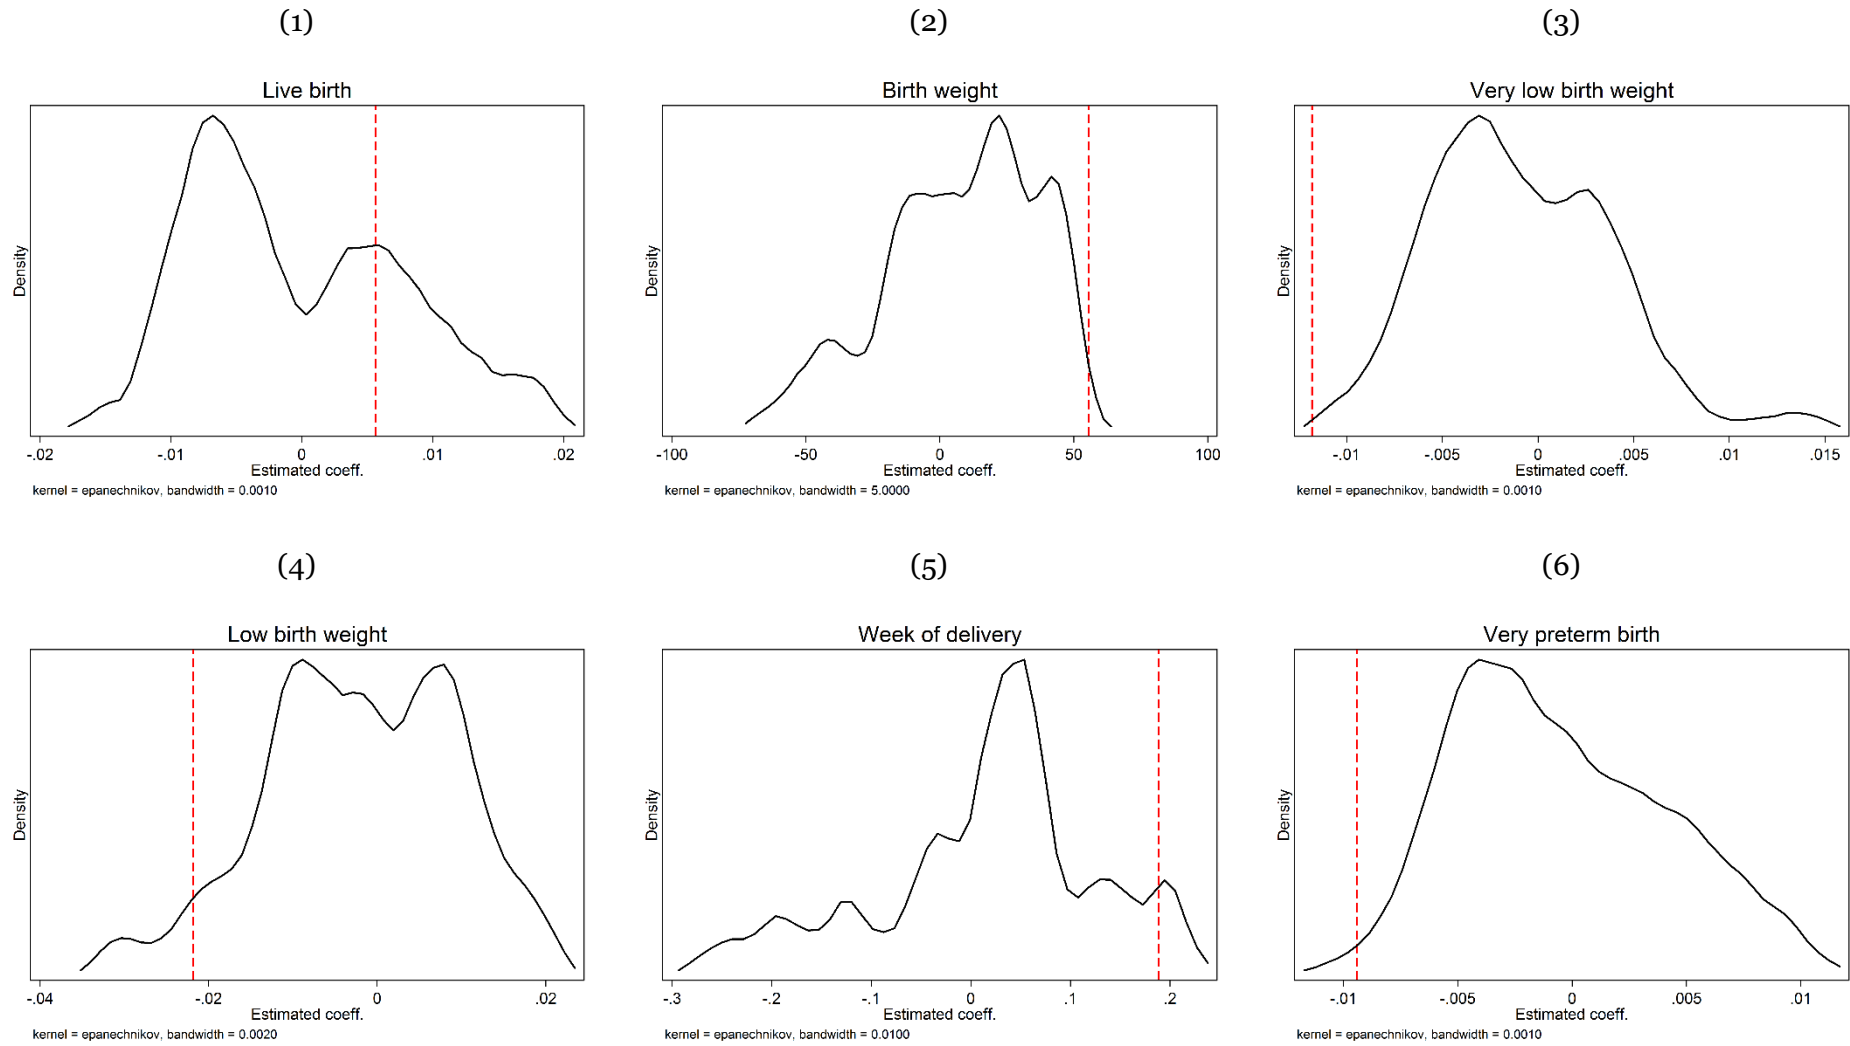 (1)
Live birth
Density
-.02 -.01 0 .01 .02
Estimated coeff.
kernel = epanechnikov, bandwidth = 0.0010
(2)
Birth weight
Density
-100 -50 0 50 100
Estimated coeff.
kernel = epanechnikov, bandwidth = 5.0000
(3)
Very low birth weight
Density
-.01 -.005 0 .005 .01 .015
Estimated coeff.
kernel = epanechnikov, bandwidth = 0.0010
(4)
Low birth weight
Density
-.04 -.02 0 .02
Estimated coeff.
kernel = epanechnikov, bandwidth = 0.0020
(5)
Week of delivery
Density
-.3 -.2 -.1 0 .1 .2
Estimated coeff.
kernel = epanechnikov, bandwidth = 0.0100
(6)
Very preterm birth
Density
-.01 -.005 0 .005 .01
Estimated coeff.
kernel = epanechnikov, bandwidth = 0.0010